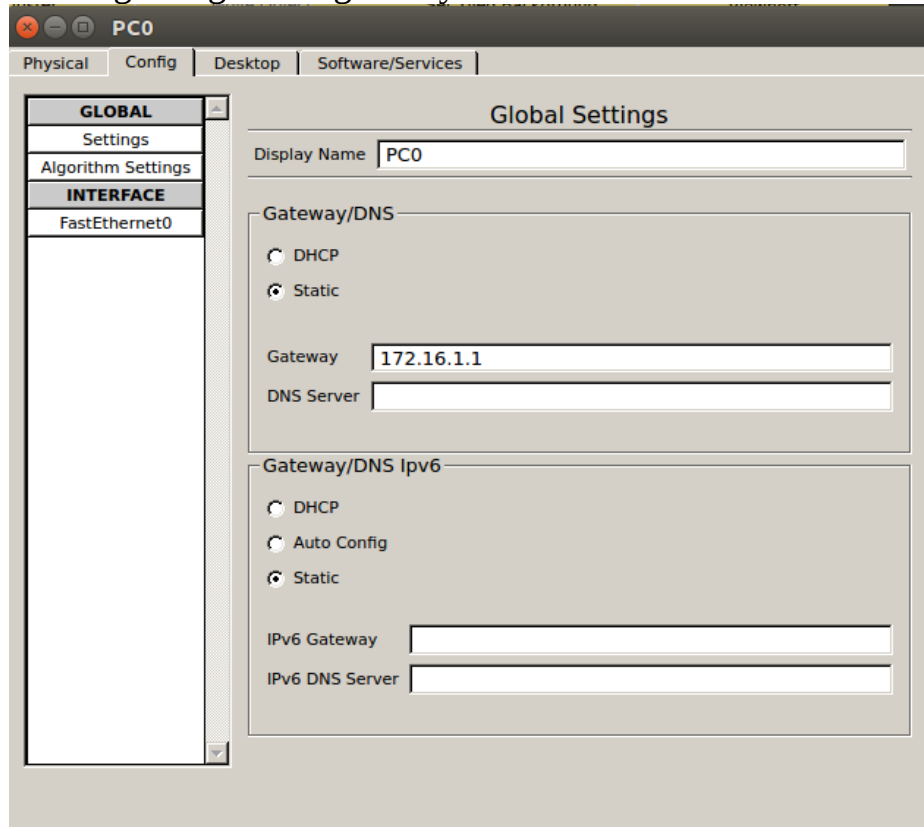 PC0
Physical Config Desktop Software/Services
GLOBAL
Settings
Algorithm Settings
INTERFACE
FastEthernet0
Global Settings
Display Name PC0
Gateway/DNS
DHCP
Static
Gateway 172.16.1.1
DNS Server
Gateway/DNS Ipv6
DHCP
Auto Config
Static
IPv6 Gateway
IPv6 DNS Server